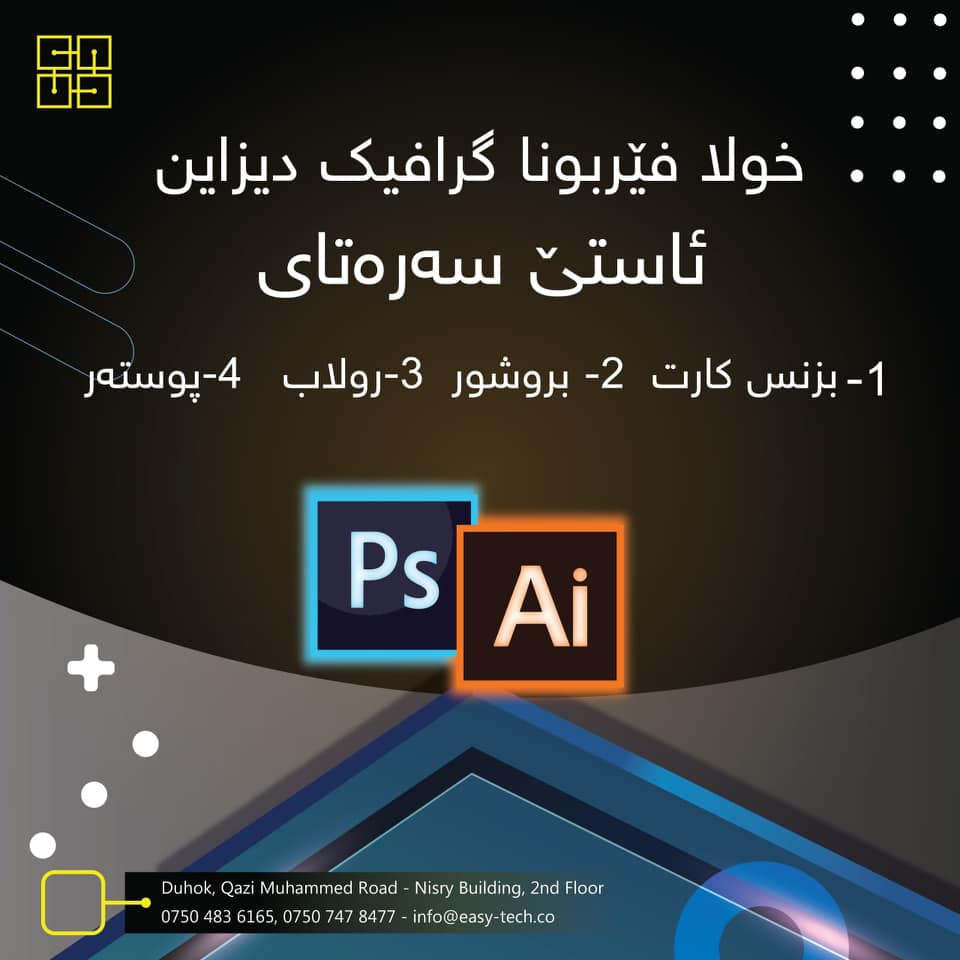 خولا فێربونا گرافیک دیزاین
ئاستێ سەرەتای
1- بزنس کارت 2- بروشور 3-رولاب 4-پوستەر
Ps
Ai
Duhok, Qazi Muhammed Road - Nisry Building, 2nd Floor
0750 483 6165, 0750 747 8477 - info@easy-tech.co